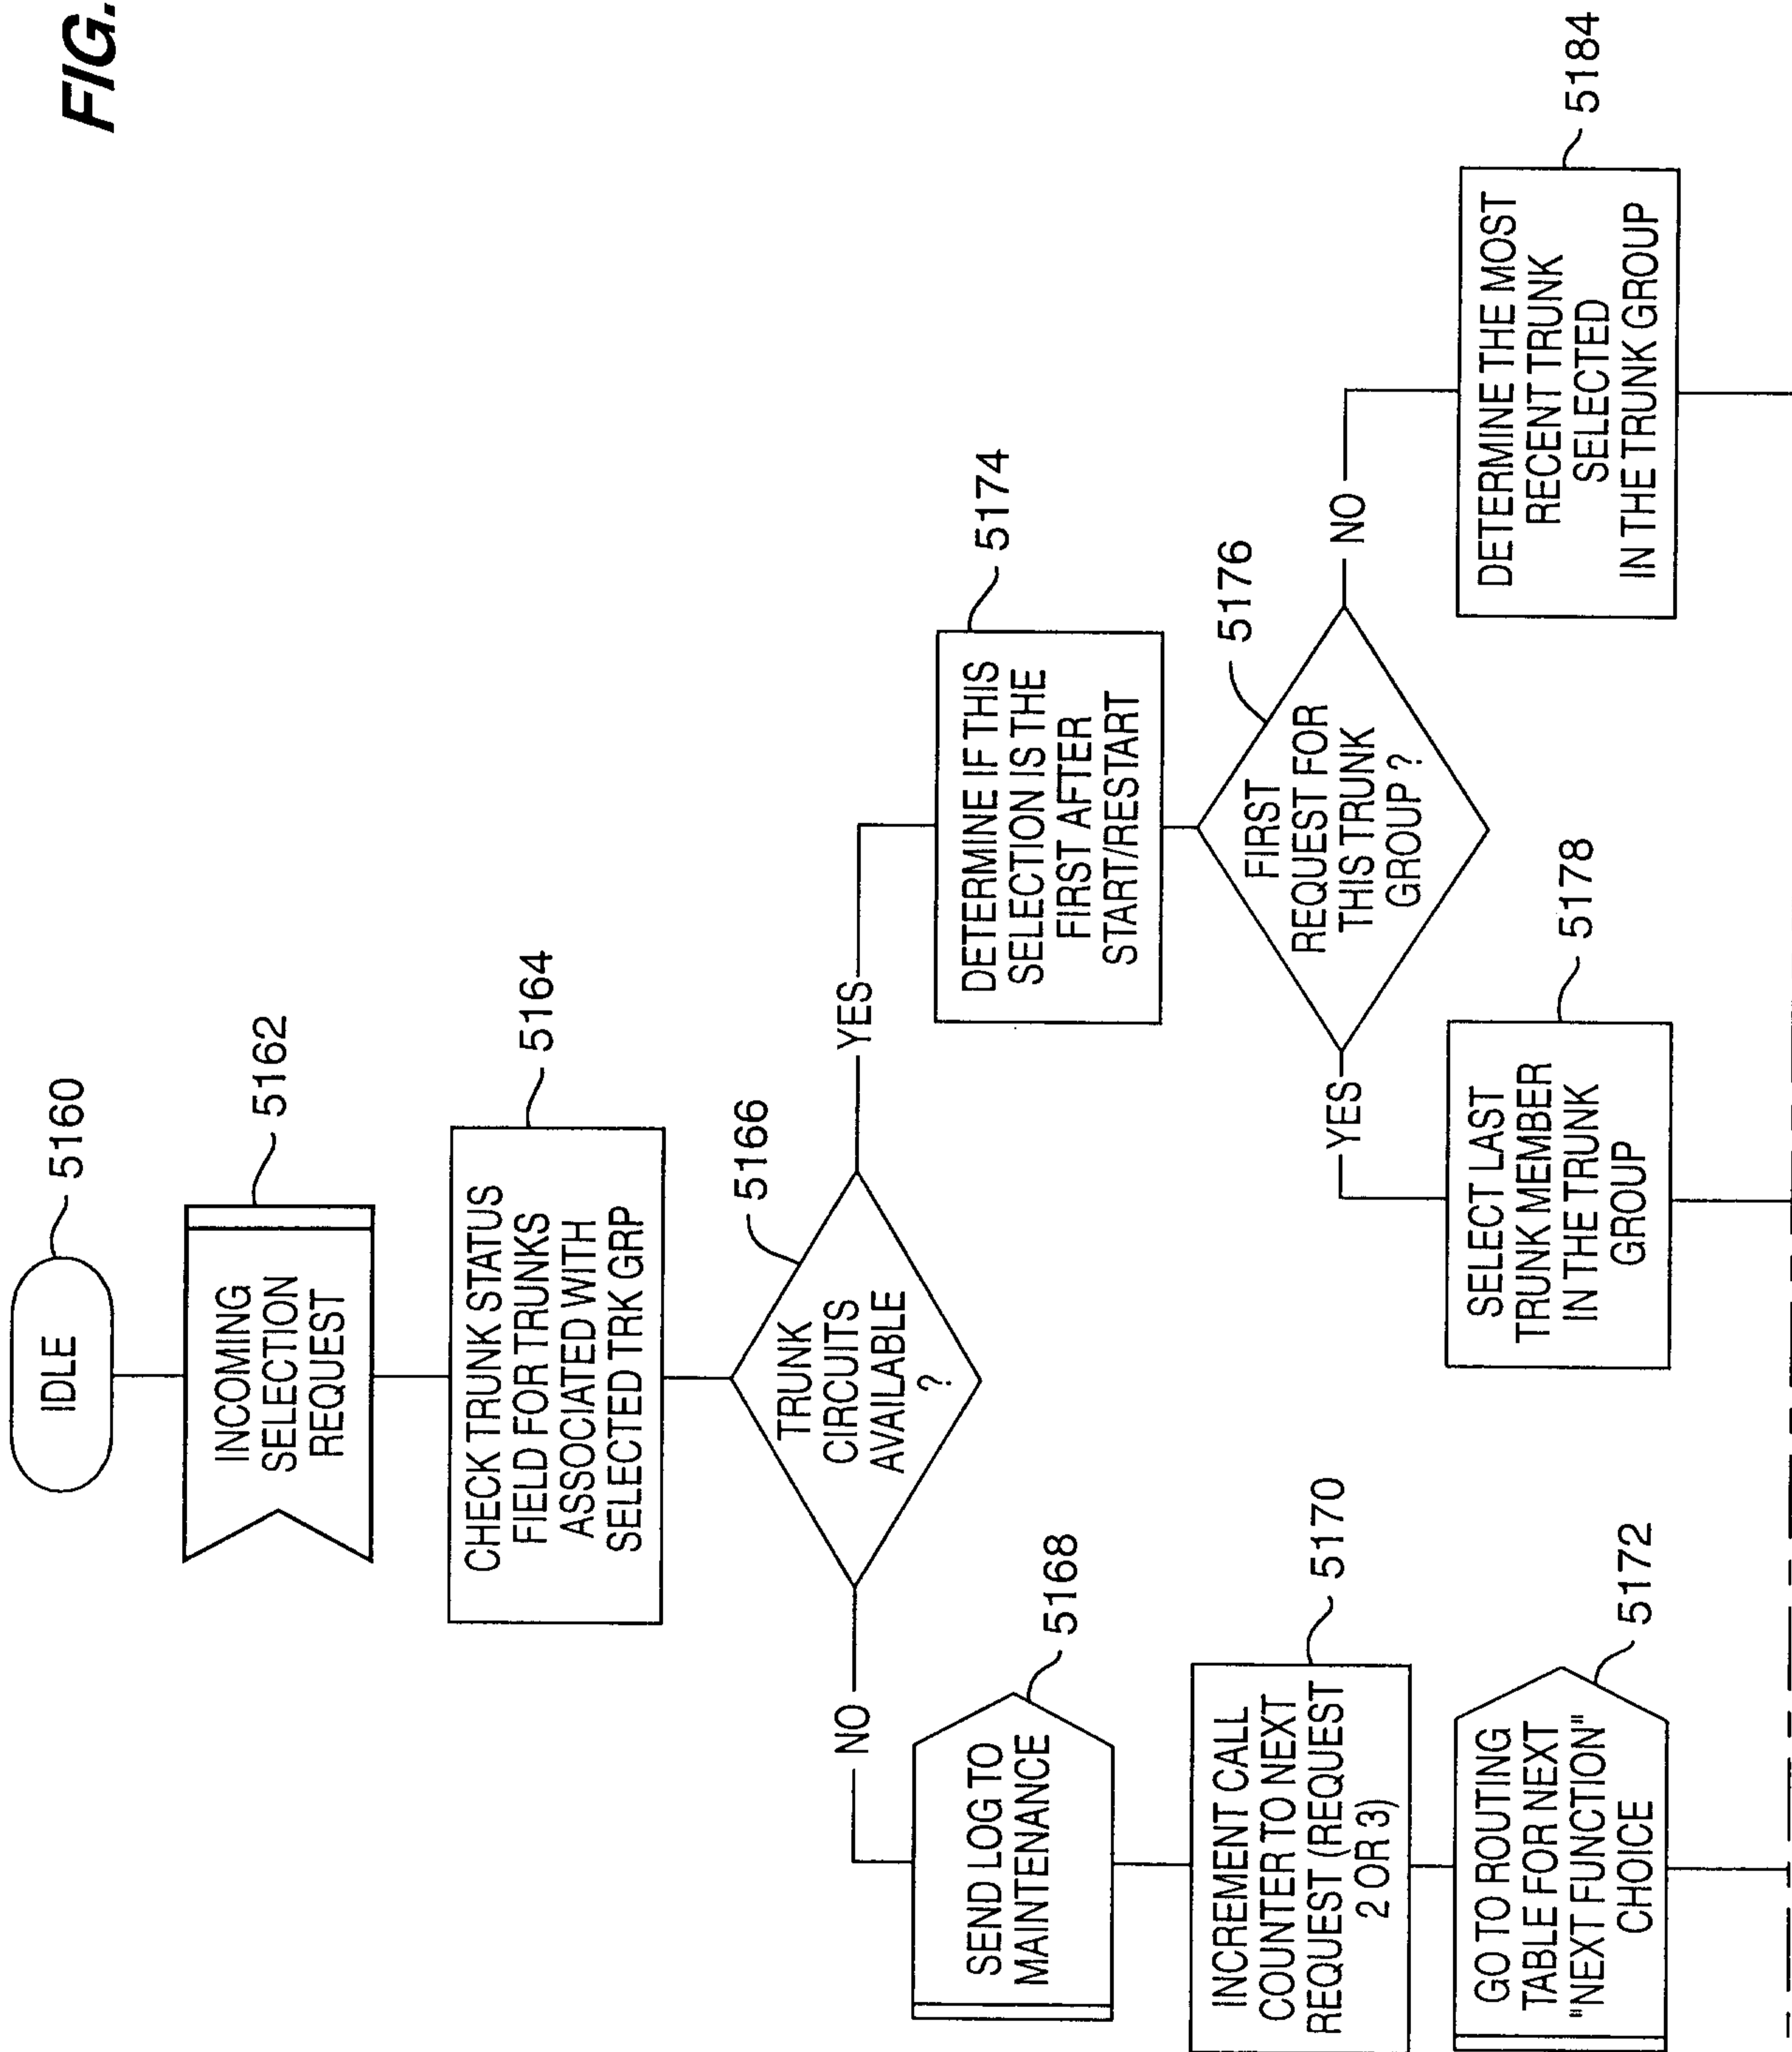 FIG.
IDLE
5160
INCOMING
SELECTION
REQUEST
5162
CHECK TRUNK STATUS
FIELD FOR TRUNKS
ASSOCIATED WITH
SELECTED TRK GRP
5164
TRUNK
CIRCUITS
AVAILABLE
?
5166
NO
YES
SEND LOG TO
MAINTENANCE
5168
INCREMENT CALL
COUNTER TO NEXT
REQUEST (REQUEST
2 OR 3)
5170
GO TO ROUTING
TABLE FOR NEXT
"NEXT FUNCTION"
CHOICE
5172
DETERMINE IF THIS
SELECTION IS THE
FIRST AFTER
START/RESTART
5174
FIRST
REQUEST FOR
THIS TRUNK
GROUP ?
5176
YES
NO
SELECT LAST
TRUNK MEMBER
IN THE TRUNK
GROUP
5178
DETERMINE THE MOST
RECENT TRUNK
SELECTED
IN THE TRUNK GROUP
5184